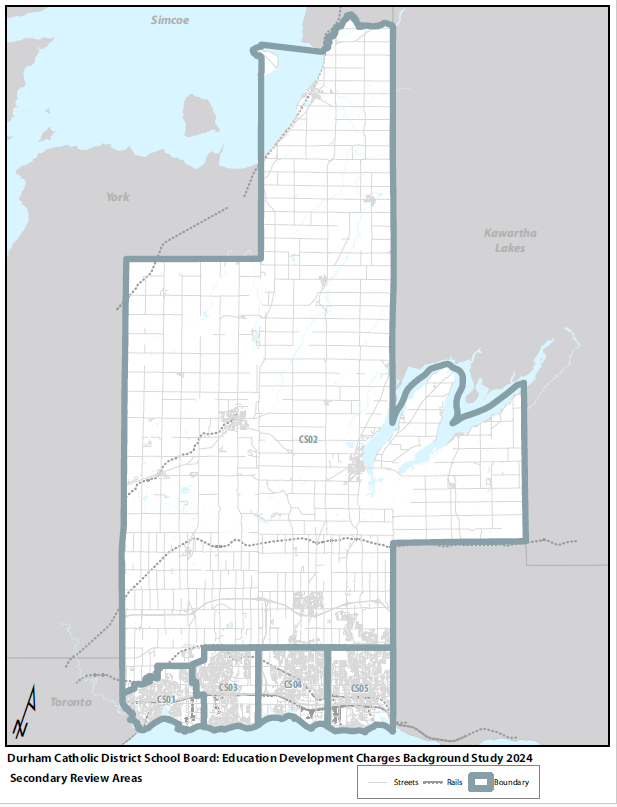 Simcoe
York
Kawartha
Lakes
CS02
CS01
CS03
CS04
CS05
Toronto
N
Durham Catholic District School Board: Education Development Charges Background Study 2024
Secondary Review Areas
Streets Rails Boundary